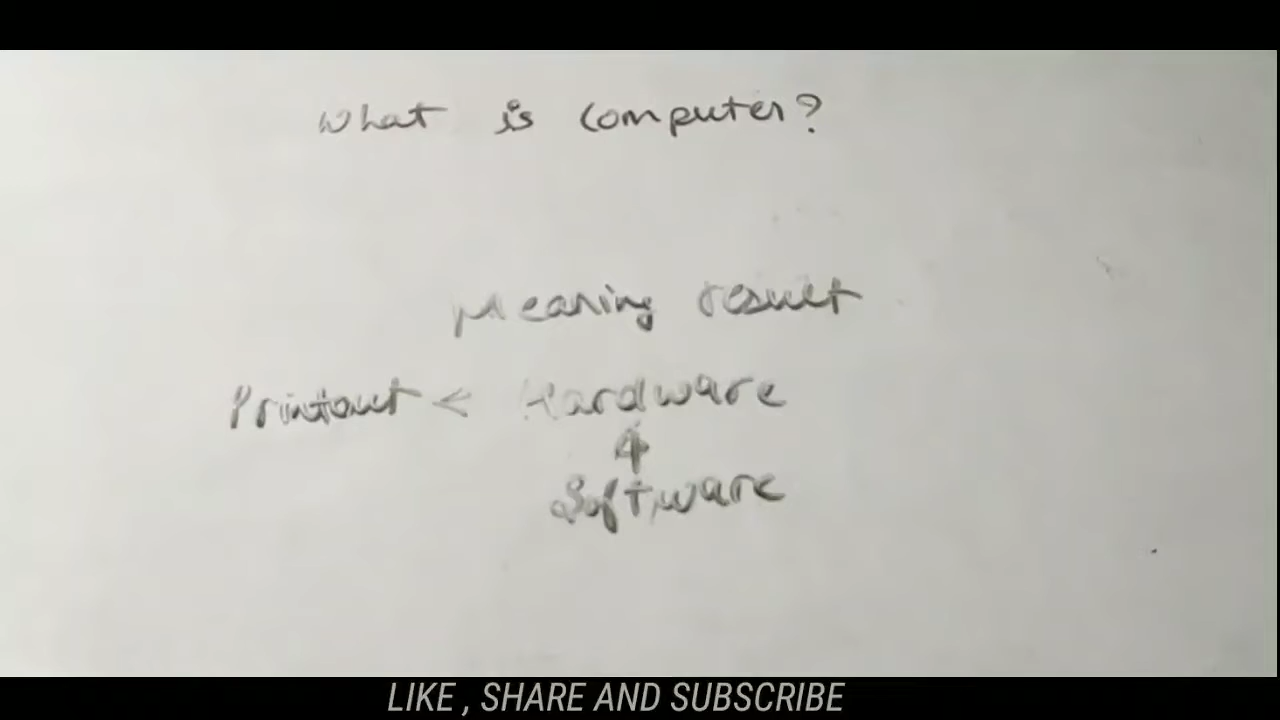 What is computer?
Meaning result
Printout < Hardware
Software
LIKE , SHARE AND SUBSCRIBE